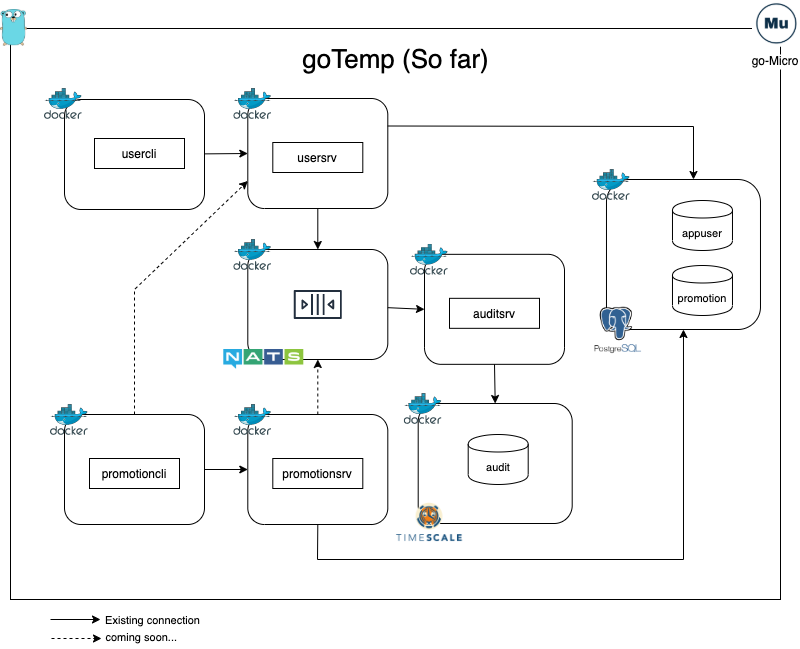 Mu
go-Micro
goTemp (So far)
docker
usercli
docker
usersrv
docker
appuser
promotion
PostgreSQL
docker
NATS
docker
auditsrv
docker
promotioncli
docker
promotionsrv
docker
audit
TIMESCALE
Existing connection
coming soon...